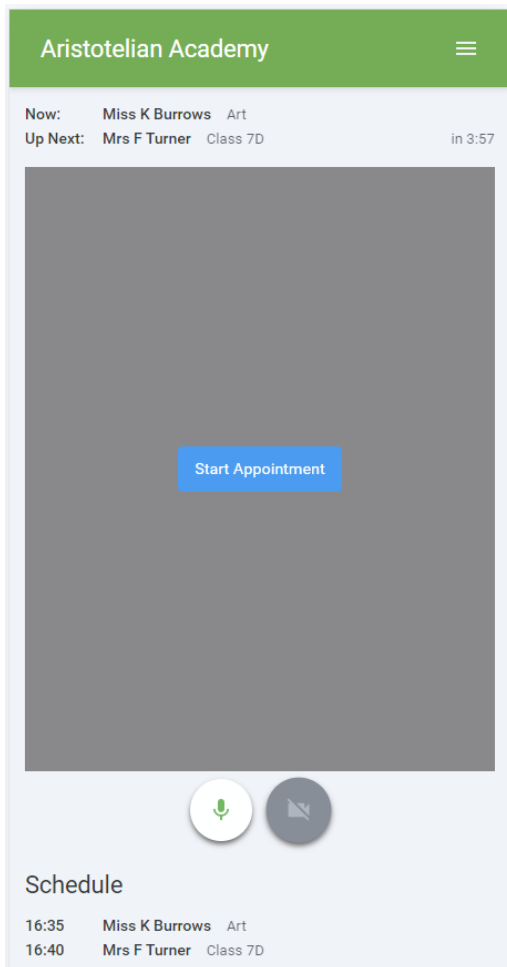 Aristotelian Academy
Now: Miss K Burrows Art
Up Next: Mrs F Turner Class 7D in 3:57
Start Appointment
Schedule
16:35 Miss K Burrows Art
16:40 Mrs F Turner Class 7D